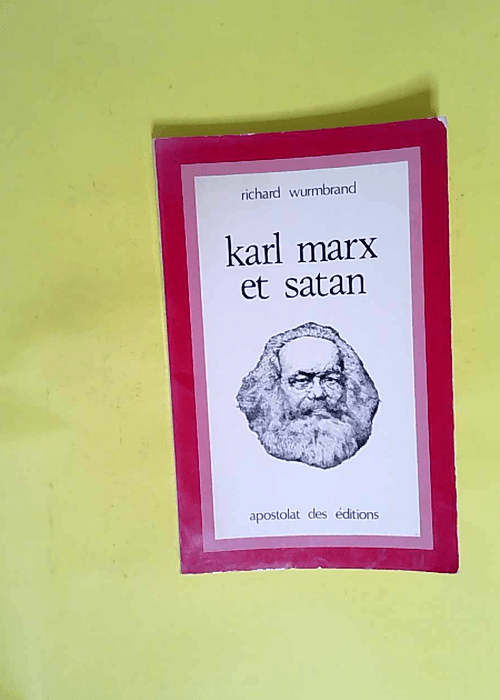 richard wurmbrand
karl marx
et satan
apostolat des éditions